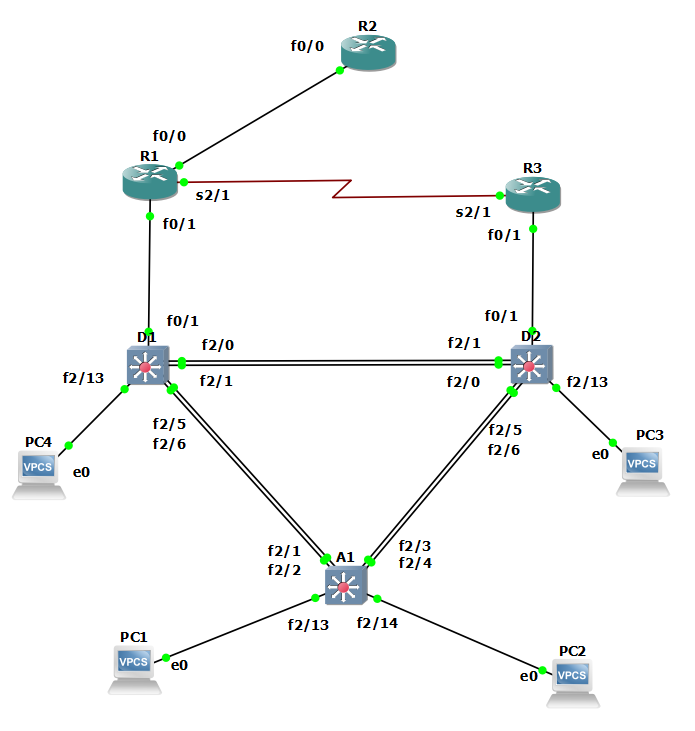 R2
f0/0
f0/0
R1
R3
s2/1
s2/1
f0/1
f0/1
f0/1
f0/1
D1
D2
f2/0
f2/1
f2/1
f2/0
f2/13
f2/13
f2/5
f2/6
f2/5
f2/6
PC4
VPCS
e0
PC3
VPCS
e0
f2/1
f2/2
A1
f2/3
f2/4
f2/13
f2/14
PC1
VPCS
e0
PC2
VPCS
e0